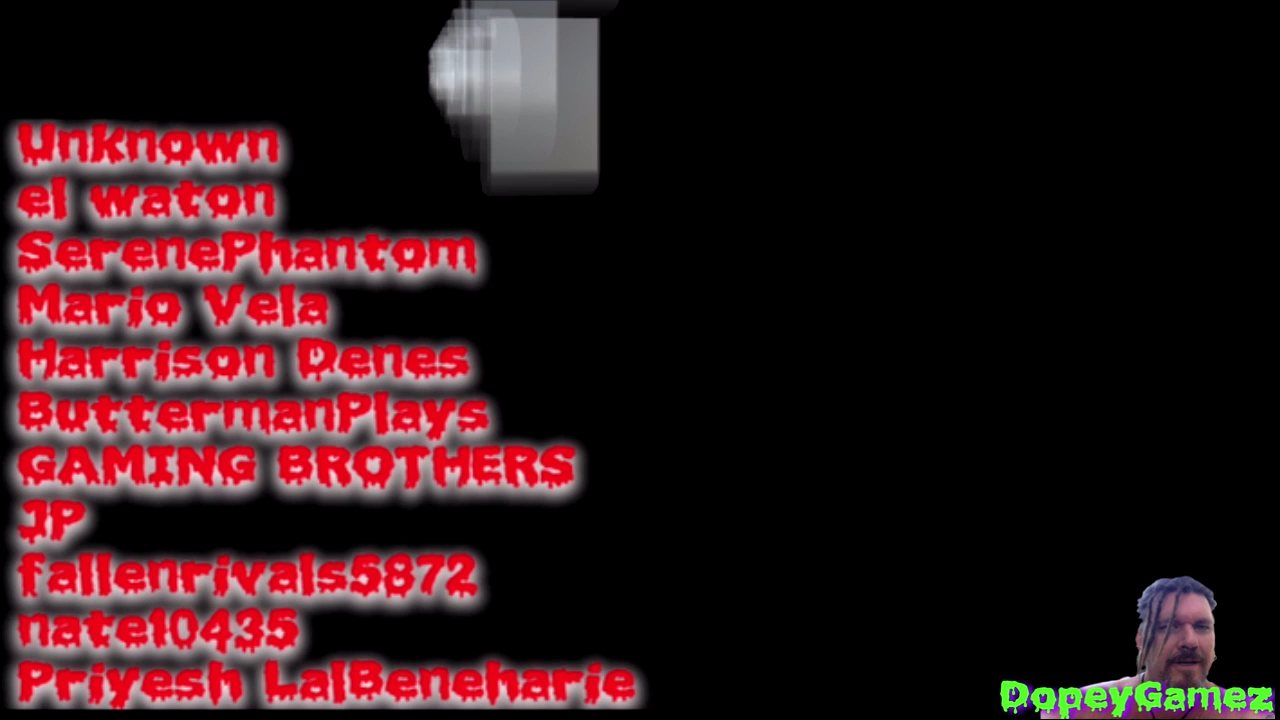 Unknown
el waton
SerenePhantom
Mario Vela
Harrison Denes
ButtermanPlays
GAMING BROTHERS
JP
fallenrivals5872
nate10435
Priyesh LalBeneharie
DopeyGamez